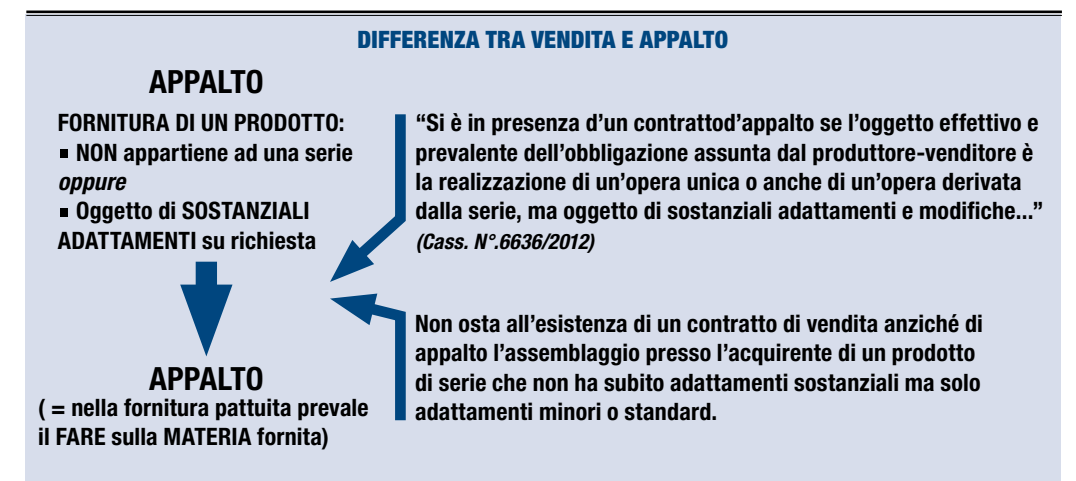 DIFFERENZA TRA VENDITA E APPALTO
APPALTO
FORNITURA DI UN PRODOTTO:
▪ NON appartiene ad una serie
oppure
▪ Oggetto di SOSTANZIALI
ADATTAMENTI su richiesta
APPALTO
( = nella fornitura pattuita prevale
il FARE sulla MATERIA fornita)
“Si è in presenza d’un contrattod’appalto se l’oggetto effettivo e
prevalente dell’obbligazione assunta dal produttore-venditore è
la realizzazione di un’opera unica o anche di un’opera derivata
dalla serie, ma oggetto di sostanziali adattamenti e modifiche...”
(Cass. N°.6636/2012)
Non osta all’esistenza di un contratto di vendita anziché di
appalto l’assemblaggio presso l’acquirente di un prodotto
di serie che non ha subito adattamenti sostanziali ma solo
adattamenti minori o standard.